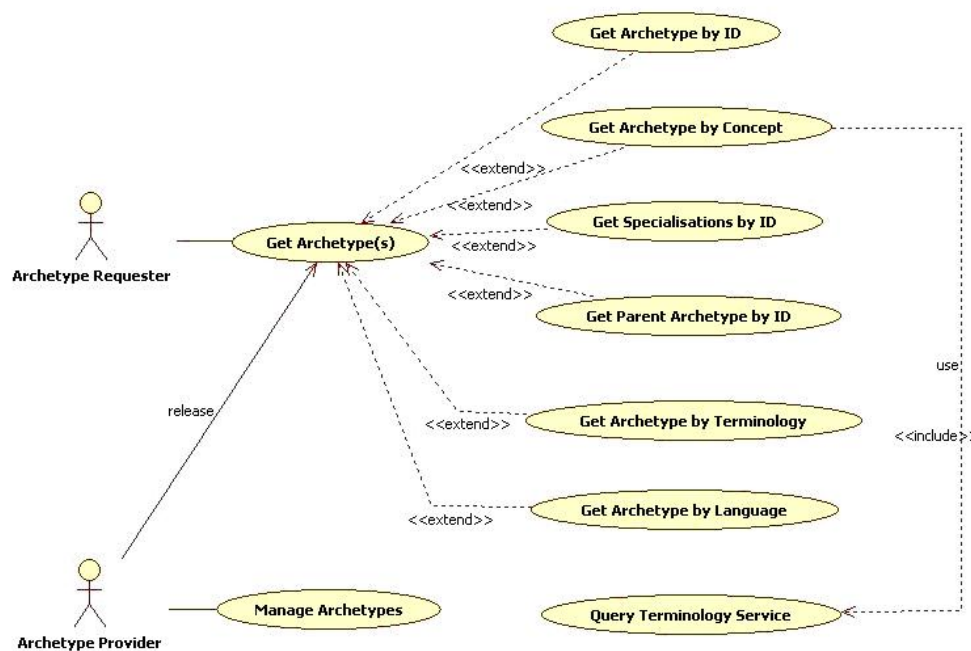 Get Archetype by ID
Get Archetype by Concept
<<extend>>
<<extend>>
Get Specialisations by ID
Get Archetype(s)
<<extend>>
Archetype Requester
<<extend>>
Get Parent Archetype by ID
use
release
Get Archetype by Terminology
<<extend>>
<<include>>
Get Archetype by Language
<<extend>>
Manage Archetypes
Query Terminology Service
Archetype Provider